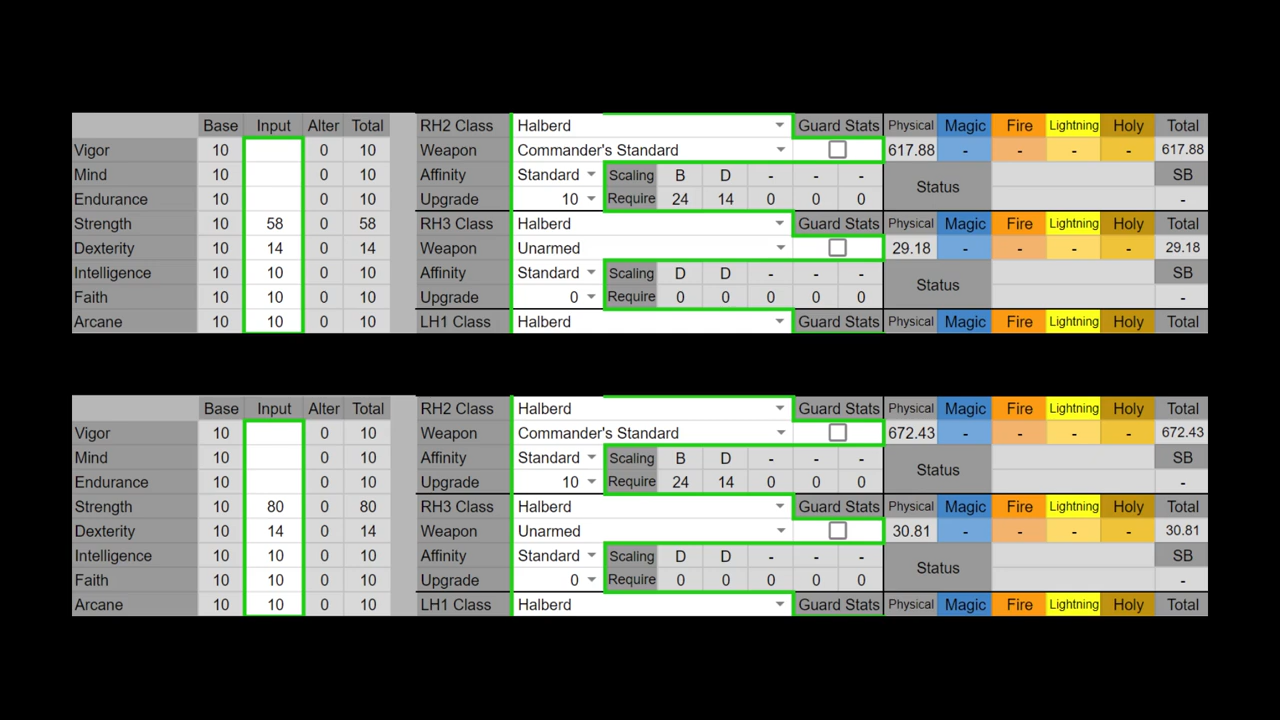 Base Input Alter Total RH2 Class Halberd Guard Stats Physical Magic Fire Lightning Holy Total
Vigor 10 0 10 Weapon Commander's Standard 617.88 - - - - 617.88
Mind 10 0 10 Affinity Standard Scaling B D - - - Status SB
Endurance 10 0 10 Upgrade 10 Require 24 14 0 0 0 -
Strength 10 58 0 58 RH3 Class Halberd Guard Stats Physical Magic Fire Lightning Holy Total
Dexterity 10 14 0 14 Weapon Unarmed 29.18 - - - - 29.18
Intelligence 10 10 0 10 Affinity Standard Scaling D D - - - Status SB
Faith 10 10 0 10 Upgrade 0 Require 0 0 0 0 0 -
Arcane 10 10 0 10 LH1 Class Halberd Guard Stats Physical Magic Fire Lightning Holy Total
Base Input Alter Total RH2 Class Halberd Guard Stats Physical Magic Fire Lightning Holy Total
Vigor 10 0 10 Weapon Commander's Standard 672.43 - - - - 672.43
Mind 10 0 10 Affinity Standard Scaling B D - - - Status SB
Endurance 10 0 10 Upgrade 10 Require 24 14 0 0 0 -
Strength 10 80 0 80 RH3 Class Halberd Guard Stats Physical Magic Fire Lightning Holy Total
Dexterity 10 14 0 14 Weapon Unarmed 30.81 - - - - 30.81
Intelligence 10 10 0 10 Affinity Standard Scaling D D - - - Status SB
Faith 10 10 0 10 Upgrade 0 Require 0 0 0 0 0 -
Arcane 10 10 0 10 LH1 Class Halberd Guard Stats Physical Magic Fire Lightning Holy Total